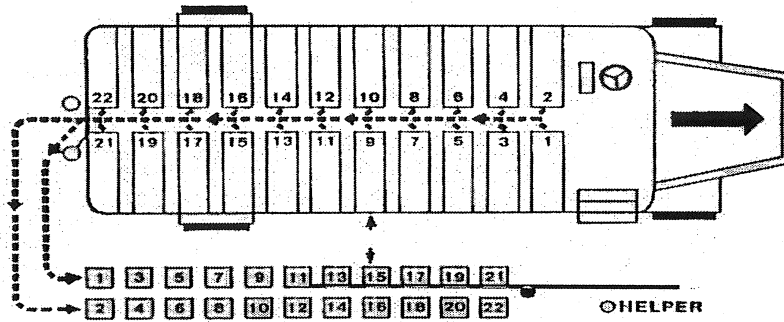 22 20 18 16 14 12 10 8 6 4 2
21 19 17 15 13 11 9 7 5 3 1
1 3 5 7 9 11 13 15 17 19 21
2 4 6 8 10 12 14 16 18 20 22
HELPER